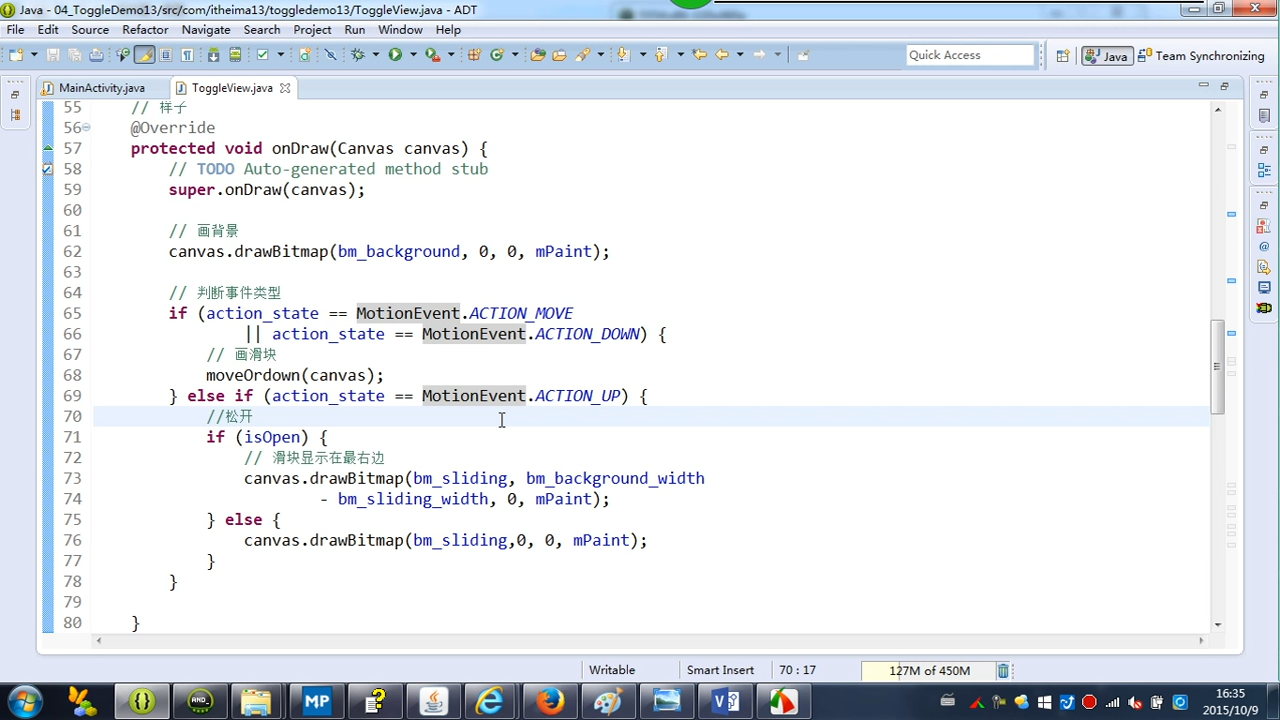 Java - 04_ToggleDemo13/src/com/itheima13/toggledemo13/ToggleView.java - ADT
File Edit Source Refactor Navigate Search Project Run Window Help
Quick Access
Java
Team Synchronizing
MainActivity.java
ToggleView.java
55 // 样子
56 @Override
57 protected void onDraw(Canvas canvas) {
58 // TODO Auto-generated method stub
59 super.onDraw(canvas);
60
61 // 画背景
62 canvas.drawBitmap(bm_background, 0, 0, mPaint);
63
64 // 判断事件类型
65 if (action_state == MotionEvent.ACTION_MOVE
66 || action_state == MotionEvent.ACTION_DOWN) {
67 // 画滑块
68 moveOrdown(canvas);
69 } else if (action_state == MotionEvent.ACTION_UP) {
70 //松开
71 if (isOpen) {
72 // 滑块显示在最右边
73 canvas.drawBitmap(bm_sliding, bm_background_width
74 - bm_sliding_width, 0, mPaint);
75 } else {
76 canvas.drawBitmap(bm_sliding,0, 0, mPaint);
77 }
78 }
79
80 }
Writable Smart Insert 70 : 17 127M of 450M
MP
16:35
2015/10/9